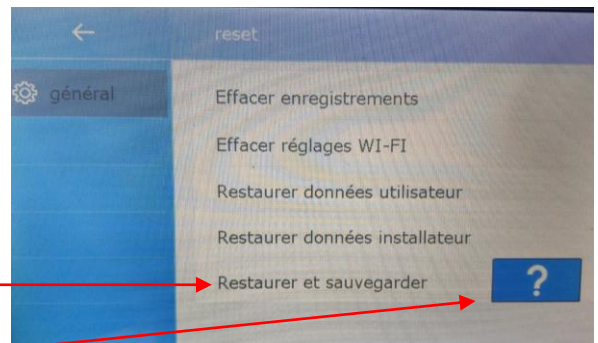 ←
reset
général
Effacer enregistrements
Effacer réglages WI-FI
Restaurer données utilisateur
Restaurer données installateur
Restaurer et sauvegarder
?